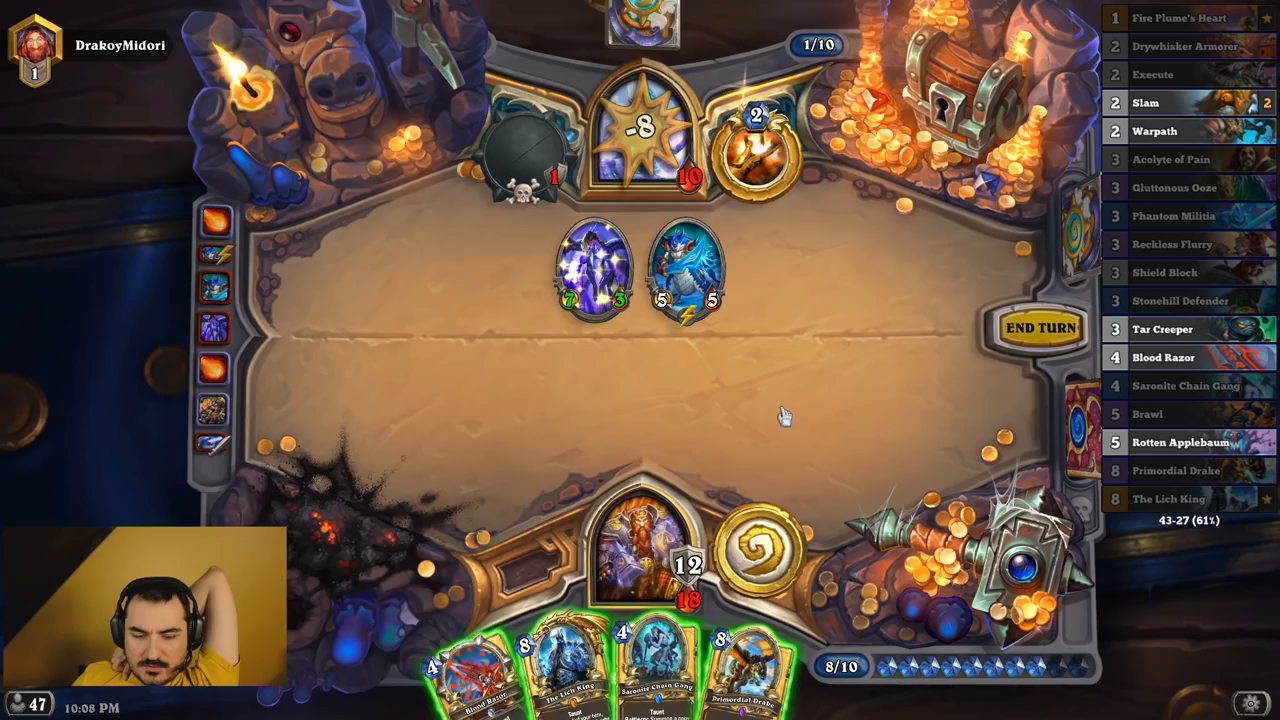 DrakoyMidori
1
1/10
2
-8
1
10
7
3
5
5
END TURN
12
18
4
Blood Razor
8
The Lich King
Taunt
4
Saronite Chain Gang
Taunt
8
Primordial Drake
8/10
1 Fire Plume's Heart
2 Drywhisker Armorer
2 Execute
2 Slam 2
2 Warpath
3 Acolyte of Pain
3 Gluttonous Ooze
3 Phantom Militia
3 Reckless Flurry
3 Shield Block
3 Stonehill Defender
3 Tar Creeper
4 Blood Razor
4 Saronite Chain Gang
5 Brawl
5 Rotten Applebaum
8 Primordial Drake
8 The Lich King
43-27 (61%)
47
10:08 PM